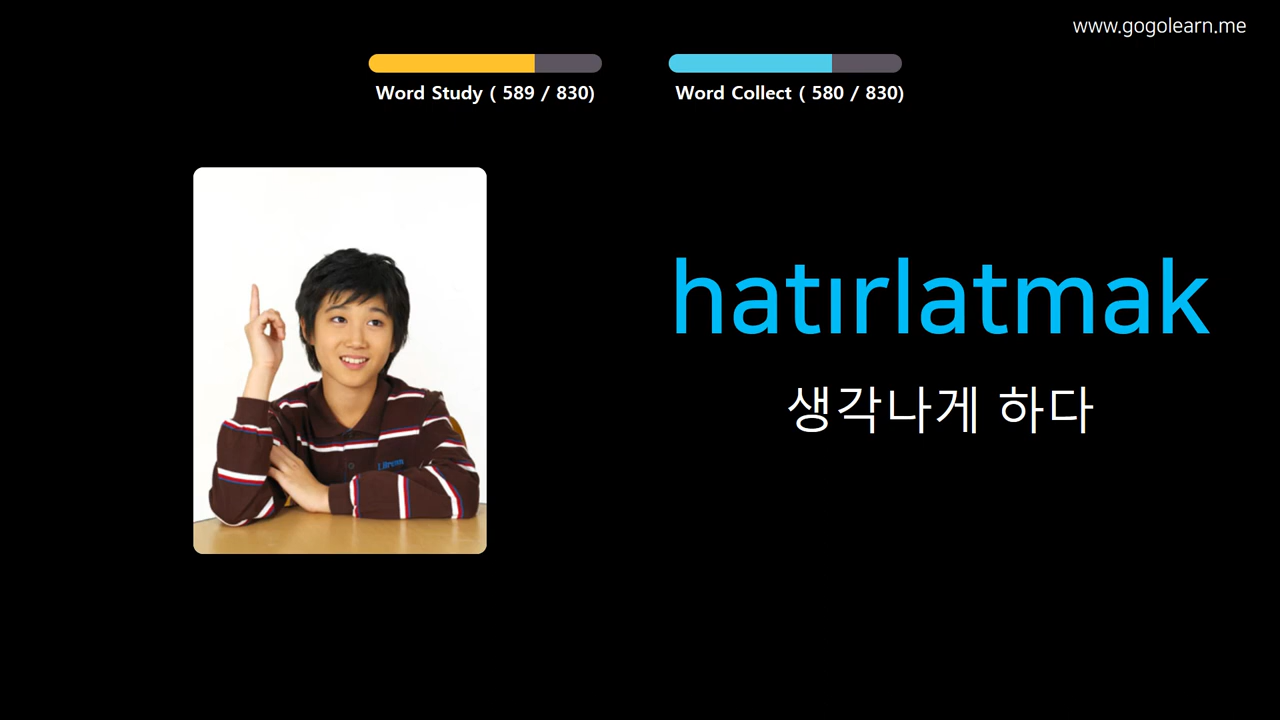 www.gogolearn.me
Word Study ( 589 / 830)
Word Collect ( 580 / 830)
hatırlatmak
생각나게 하다